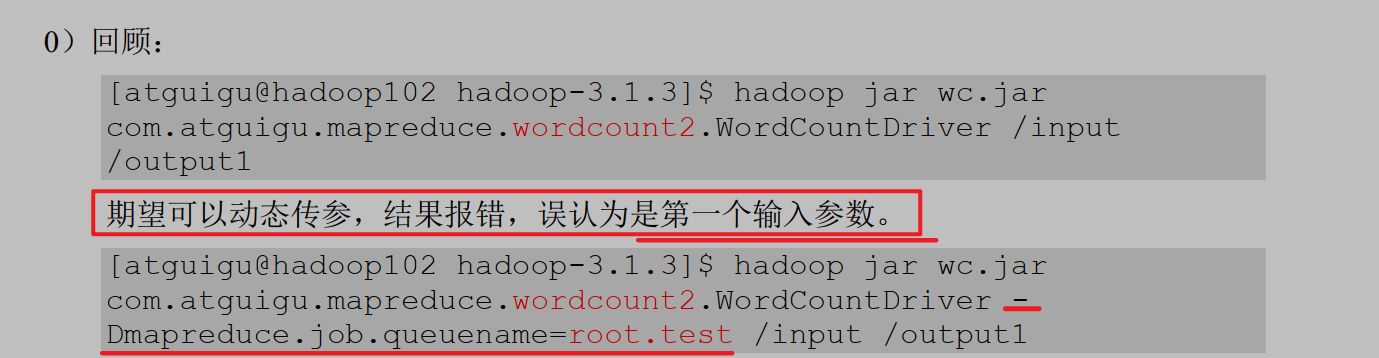 0）回顾：
[atguigu@hadoop102 hadoop-3.1.3]$ hadoop jar wc.jar
com.atguigu.mapreduce.wordcount2.WordCountDriver /input
/output1
期望可以动态传参，结果报错，误认为是第一个输入参数。
[atguigu@hadoop102 hadoop-3.1.3]$ hadoop jar wc.jar
com.atguigu.mapreduce.wordcount2.WordCountDriver -
Dmapreduce.job.queuename=root.test /input /output1